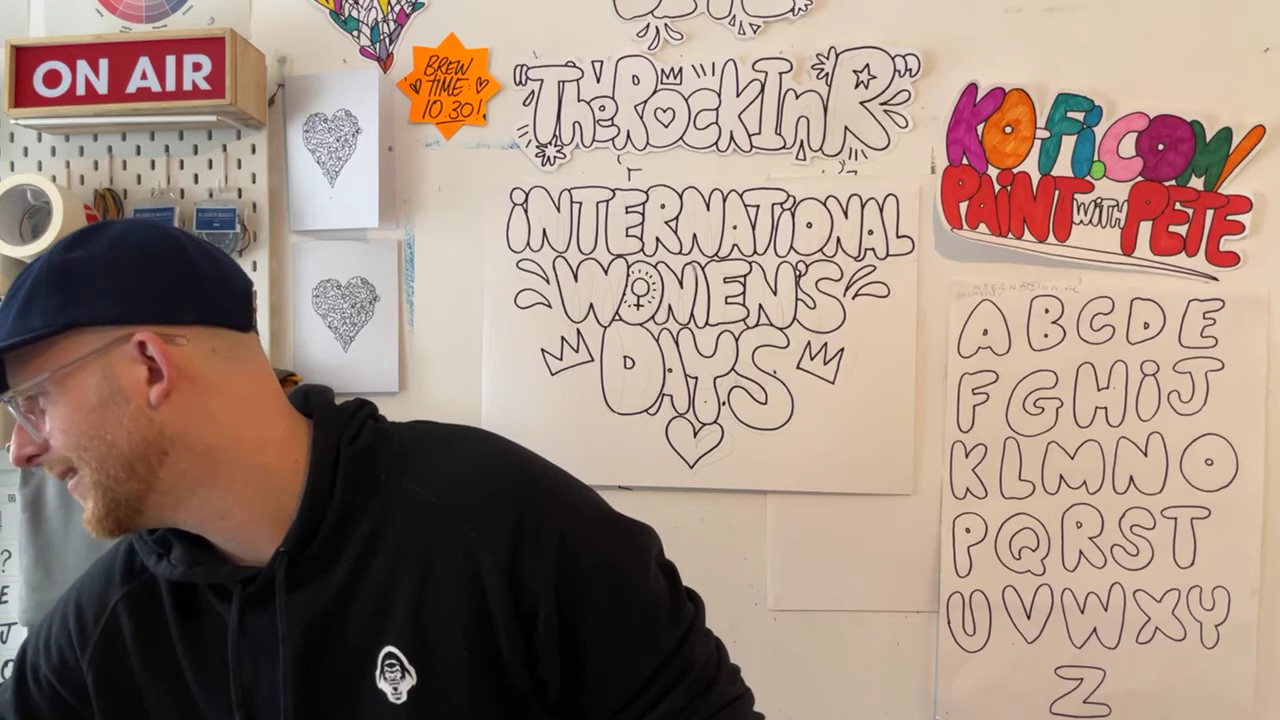 ON AIR
BREW
TIME:
10.30!
"TheRockInR"
iNTERNATiONAL
WOMEN'S
DAYS
KO-Fi.COM/
PAiNT WITH PETE
A B C D E
F G H i J
K L M N O
P Q R S T
U V W X Y
Z